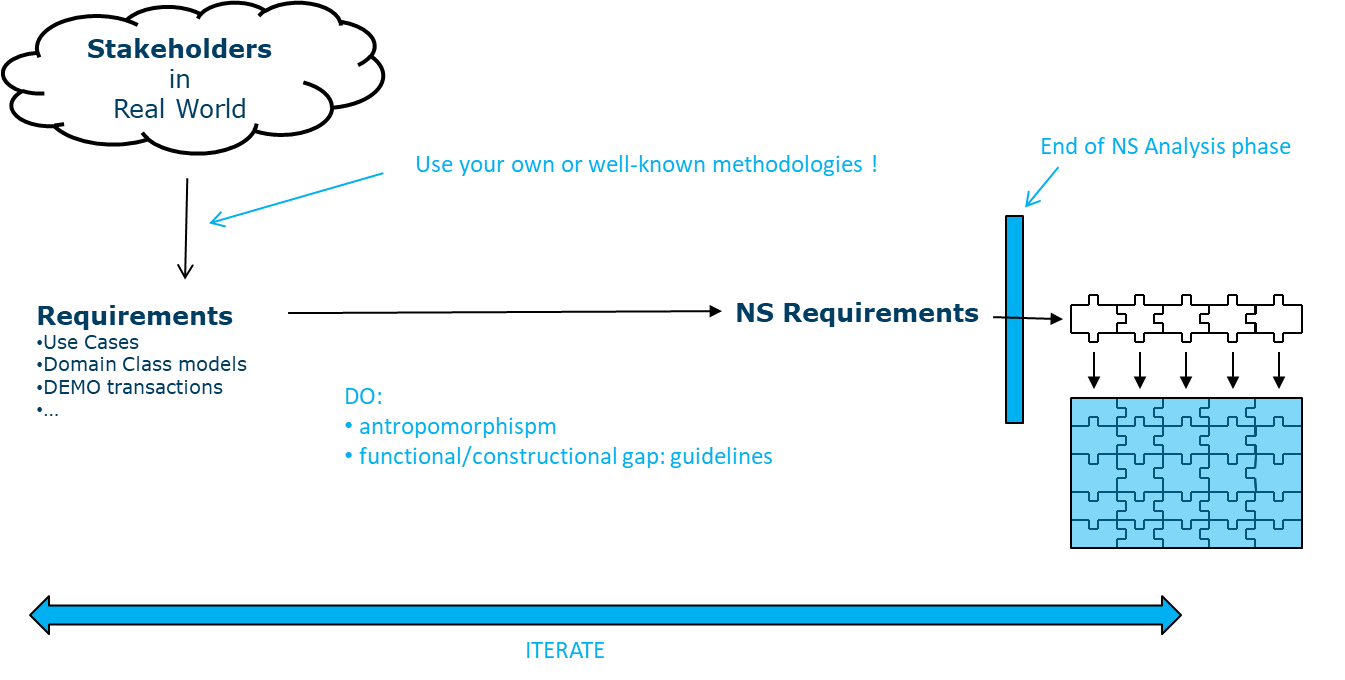 Stakeholders
in
Real World
Use your own or well-known methodologies !
End of NS Analysis phase
Requirements
•Use Cases
•Domain Class models
•DEMO transactions
•...
NS Requirements
DO:
• antropomorphispm
• functional/constructional gap: guidelines
ITERATE